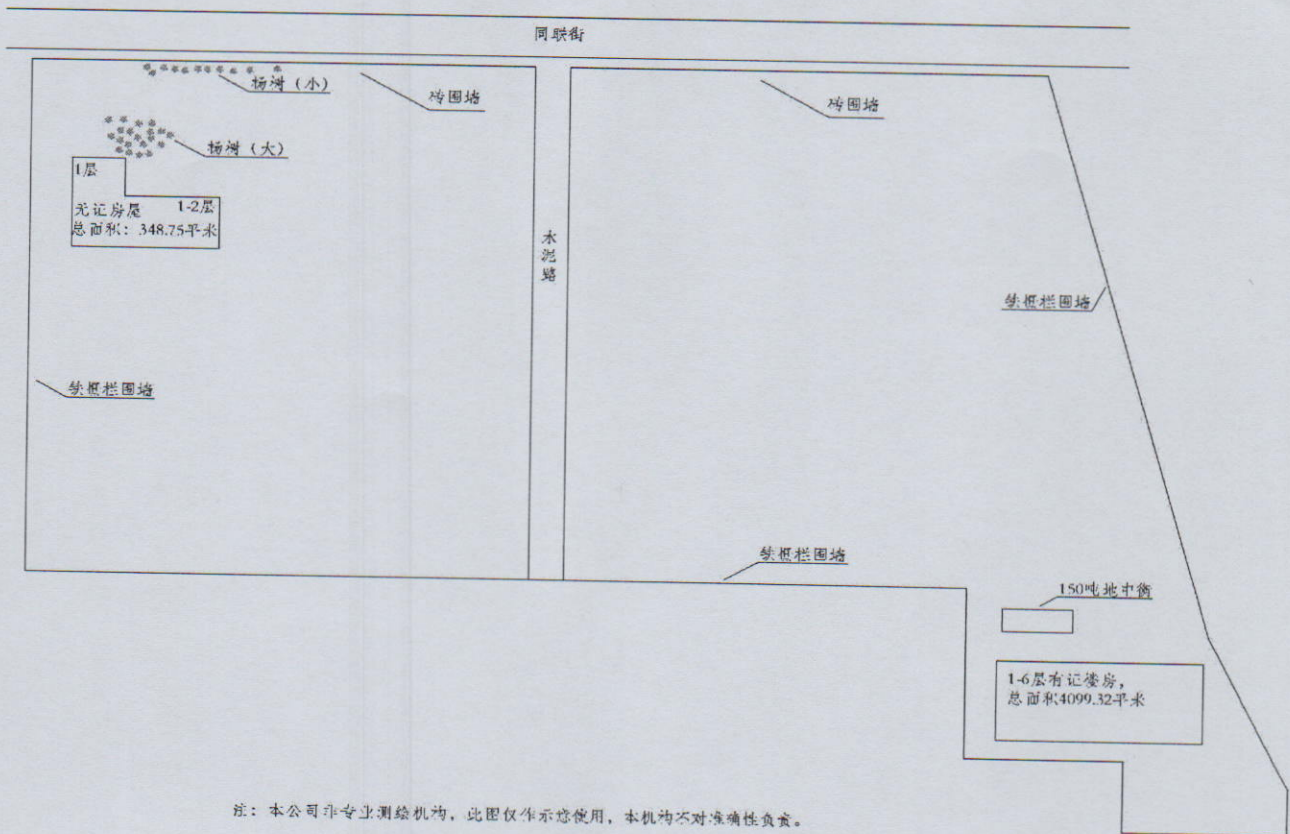 同联街
杨树（小）
砖围墙
砖围墙
杨树（大）
1层
无证房屋 1-2层
总面积：348.75平米
水泥路
铁栅栏围墙
铁栅栏围墙
铁栅栏围墙
150吨地中衡
1-6层有证楼房，
总面积4099.32平米
注：本公司非专业测绘机构，此图仅作示意使用，本机构不对准确性负责。